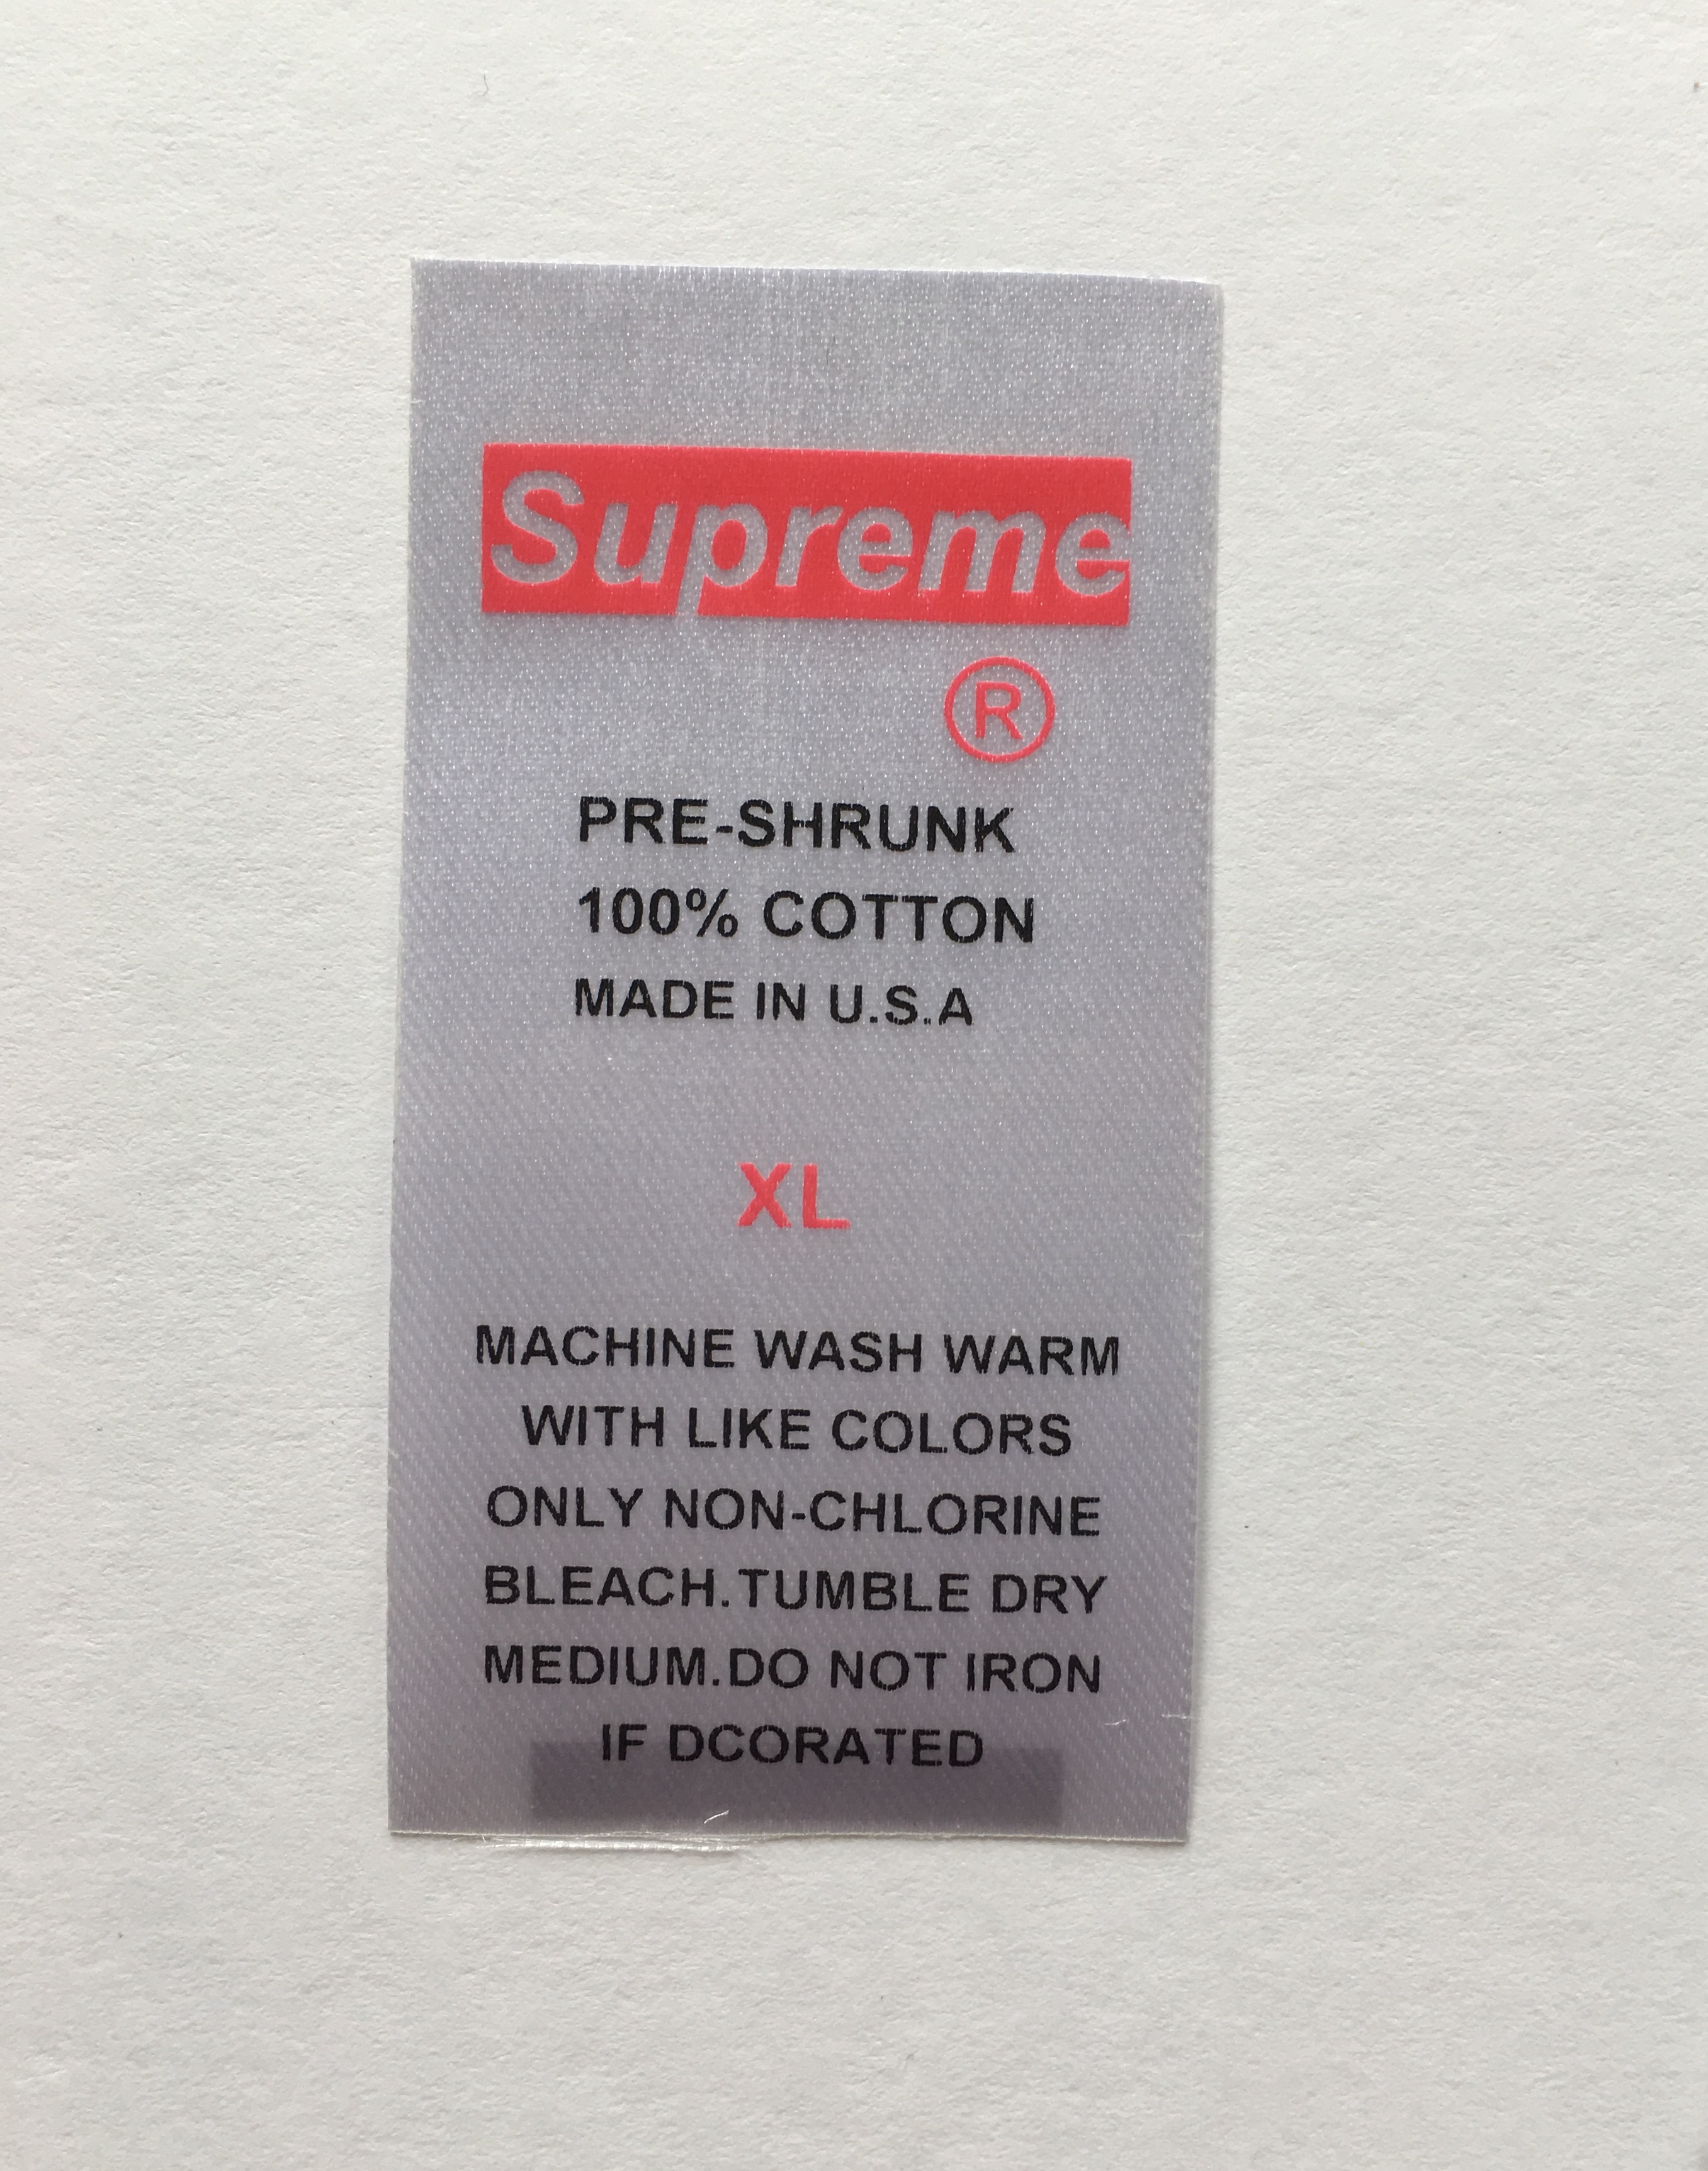 Supreme
®
PRE-SHRUNK
100% COTTON
MADE IN U.S.A
XL
MACHINE WASH WARM
WITH LIKE COLORS
ONLY NON-CHLORINE
BLEACH.TUMBLE DRY
MEDIUM.DO NOT IRON
IF DCORATED